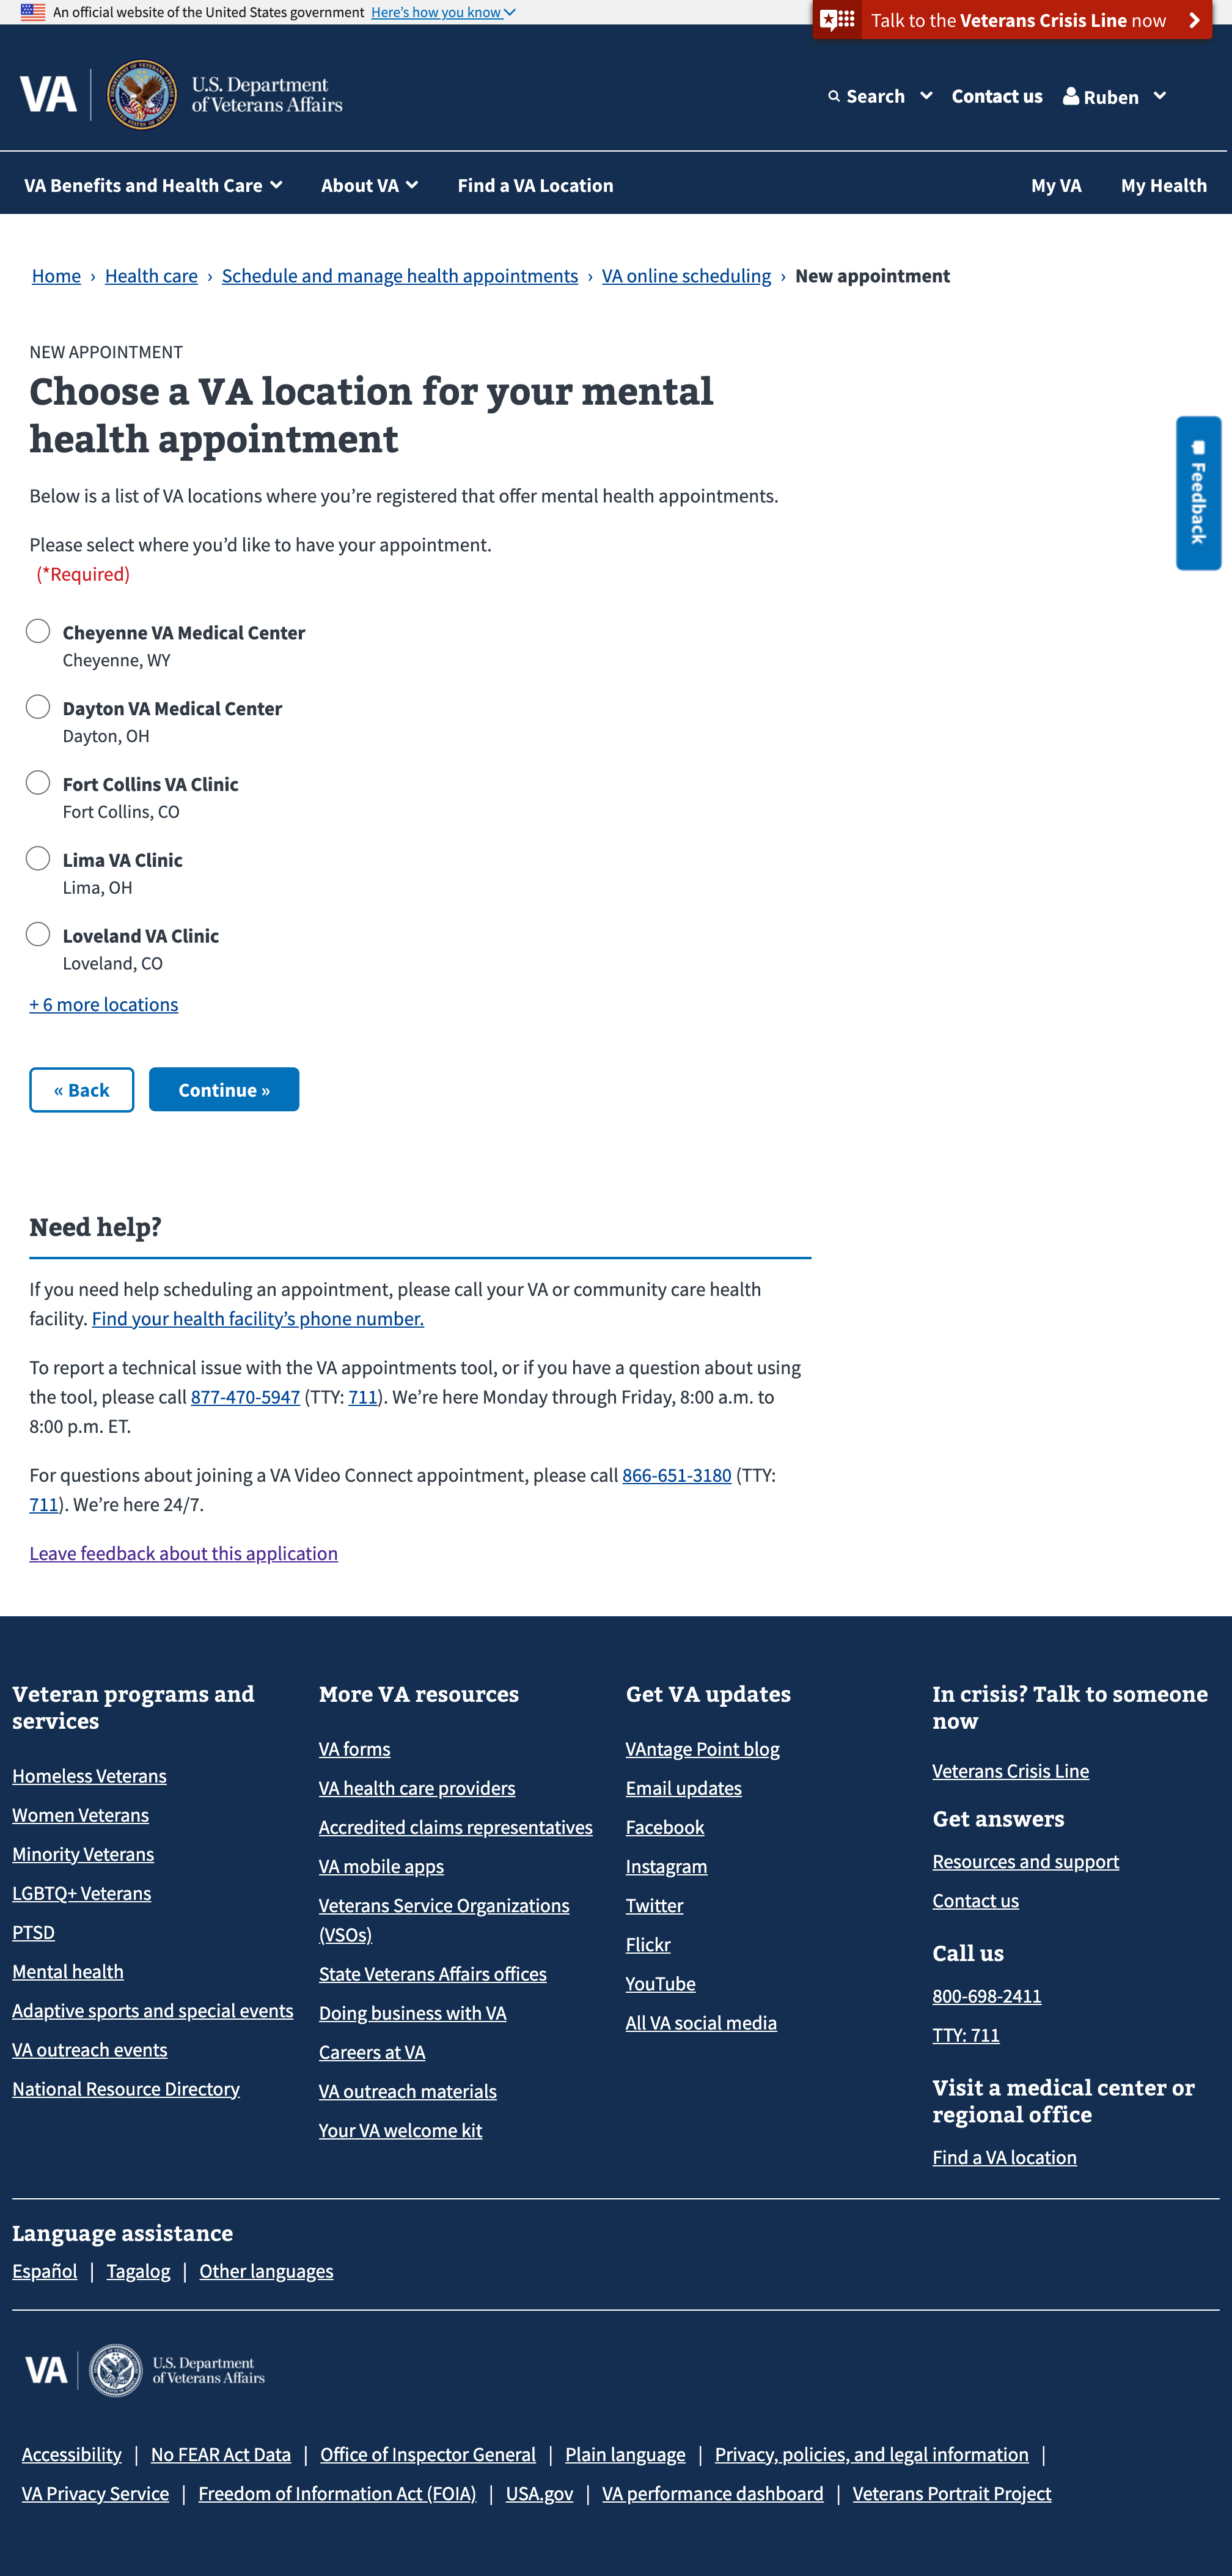 An official website of the United States government Here's how you know
Talk to the Veterans Crisis Line now
VA
U.S. Department
of Veterans Affairs
Search
Contact us
Ruben
VA Benefits and Health Care
About VA
Find a VA Location
My VA
My Health
Home › Health care › Schedule and manage health appointments › VA online scheduling › New appointment
NEW APPOINTMENT
Choose a VA location for your mental
health appointment
Feedback
Below is a list of VA locations where you're registered that offer mental health appointments.
Please select where you'd like to have your appointment.
(*Required)
Cheyenne VA Medical Center
Cheyenne, WY
Dayton VA Medical Center
Dayton, OH
Fort Collins VA Clinic
Fort Collins, CO
Lima VA Clinic
Lima, OH
Loveland VA Clinic
Loveland, CO
+ 6 more locations
« Back
Continue »
Need help?
If you need help scheduling an appointment, please call your VA or community care health
facility. Find your health facility's phone number.
To report a technical issue with the VA appointments tool, or if you have a question about using
the tool, please call 877-470-5947 (TTY: 711). We're here Monday through Friday, 8:00 a.m. to
8:00 p.m. ET.
For questions about joining a VA Video Connect appointment, please call 866-651-3180 (TTY:
711). We're here 24/7.
Leave feedback about this application
Veteran programs and
services
Homeless Veterans
Women Veterans
Minority Veterans
LGBTQ+ Veterans
PTSD
Mental health
Adaptive sports and special events
VA outreach events
National Resource Directory
More VA resources
VA forms
VA health care providers
Accredited claims representatives
VA mobile apps
Veterans Service Organizations
(VSOs)
State Veterans Affairs offices
Doing business with VA
Careers at VA
VA outreach materials
Your VA welcome kit
Get VA updates
VAntage Point blog
Email updates
Facebook
Instagram
Twitter
Flickr
YouTube
All VA social media
In crisis? Talk to someone
now
Veterans Crisis Line
Get answers
Resources and support
Contact us
Call us
800-698-2411
TTY: 711
Visit a medical center or
regional office
Find a VA location
Language assistance
Español | Tagalog | Other languages
VA
U.S. Department
of Veterans Affairs
Accessibility | No FEAR Act Data | Office of Inspector General | Plain language | Privacy, policies, and legal information |
VA Privacy Service | Freedom of Information Act (FOIA) | USA.gov | VA performance dashboard | Veterans Portrait Project